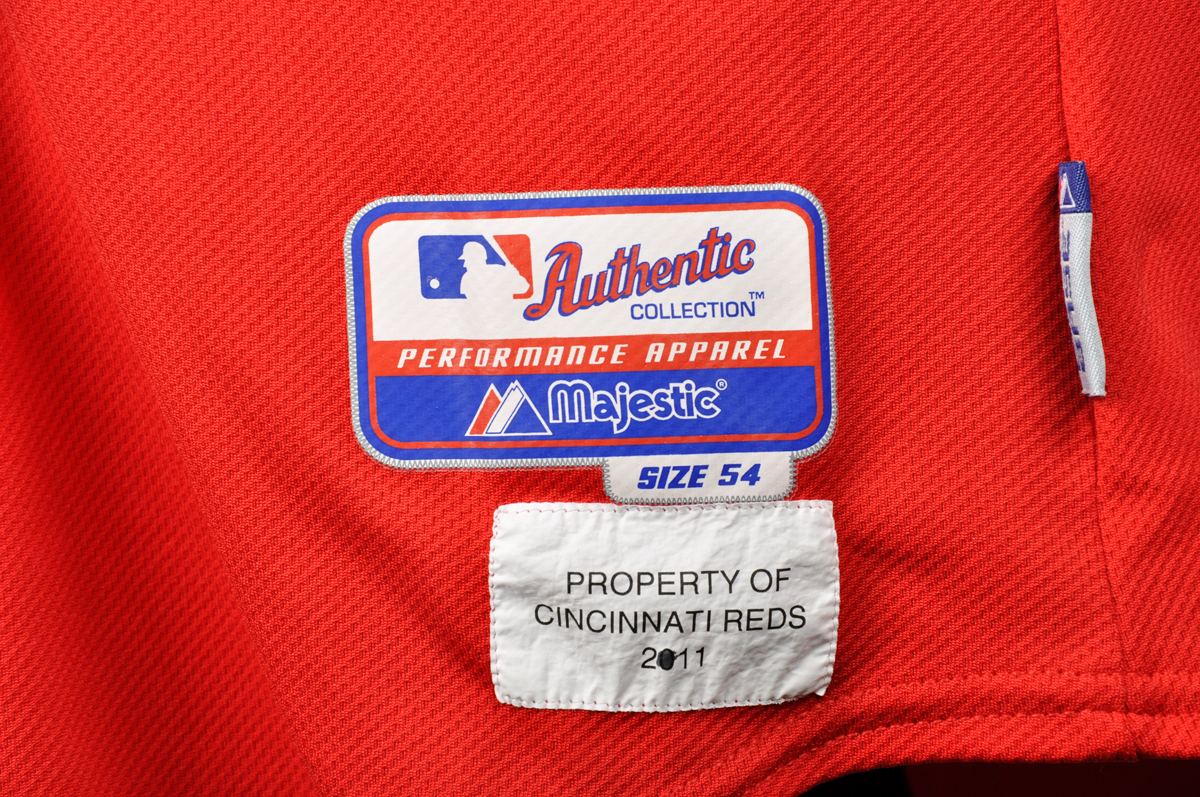 Authentic
COLLECTION™
PERFORMANCE APPAREL
Majestic®
SIZE 54
PROPERTY OF
CINCINNATI REDS
2011